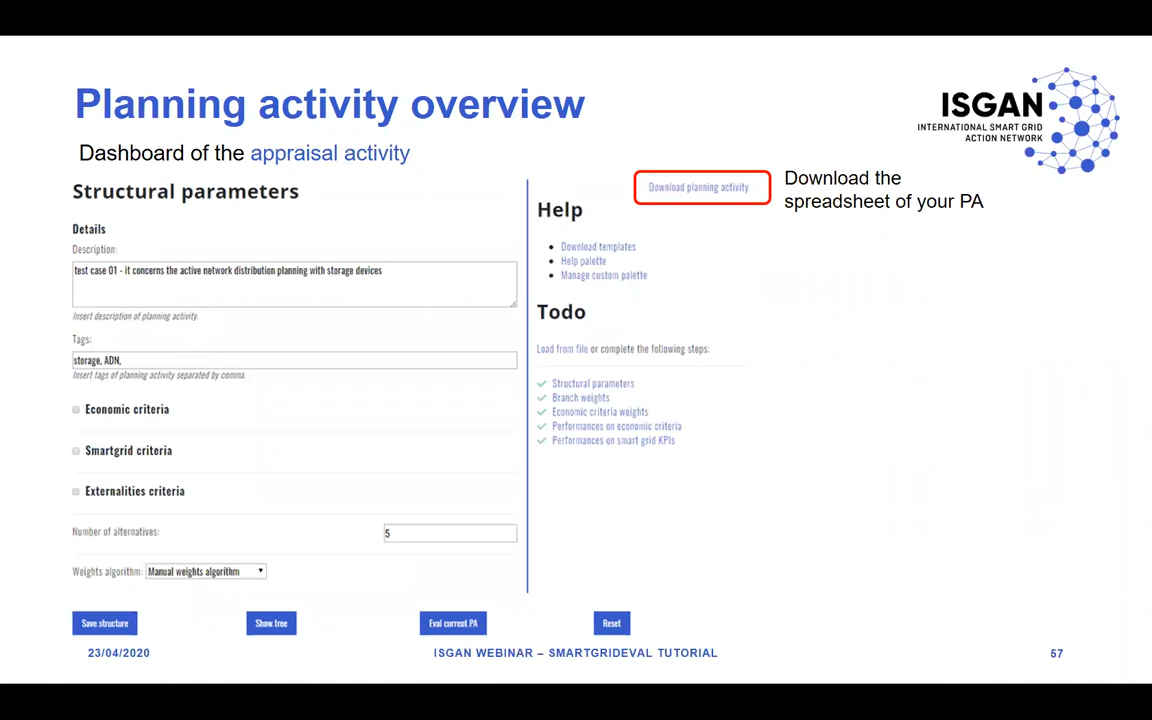 Planning activity overview
ISGAN
INTERNATIONAL SMART GRID
ACTION NETWORK
Dashboard of the appraisal activity
Structural parameters
Details
Description:
test case 01 - it concerns the active network distribution planning with storage devices
Insert description of planning activity.
Tags:
storage, ADN,
Insert tags of planning activity separated by comma.
Economic criteria
Smartgrid criteria
Externalities criteria
Number of alternatives:
5
Weights algorithm: Manual weights algorithm
Download planning activity
Download the
spreadsheet of your PA
Help
Download templates
Help palette
Manage custom palette
Todo
Load from file or complete the following steps:
Structural parameters
Branch weights
Economic criteria weights
Performances on economic criteria
Performances on smart grid KPIs
Save structure
Show tree
Eval current PA
Reset
23/04/2020
ISGAN WEBINAR – SMARTGRIDEVAL TUTORIAL
57